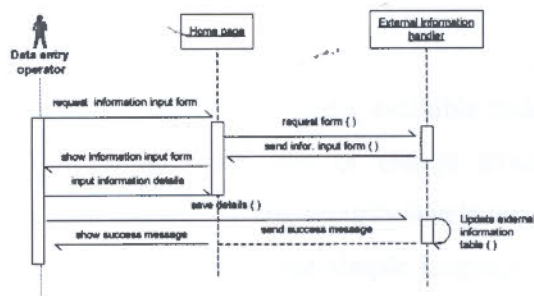 Home page
External Information
handler
Data entry
operator
request information input form
request form ( )
send infor. input form ( )
show information input form
input information details
save details ( )
Update external
information
table ( )
send success message
show success message